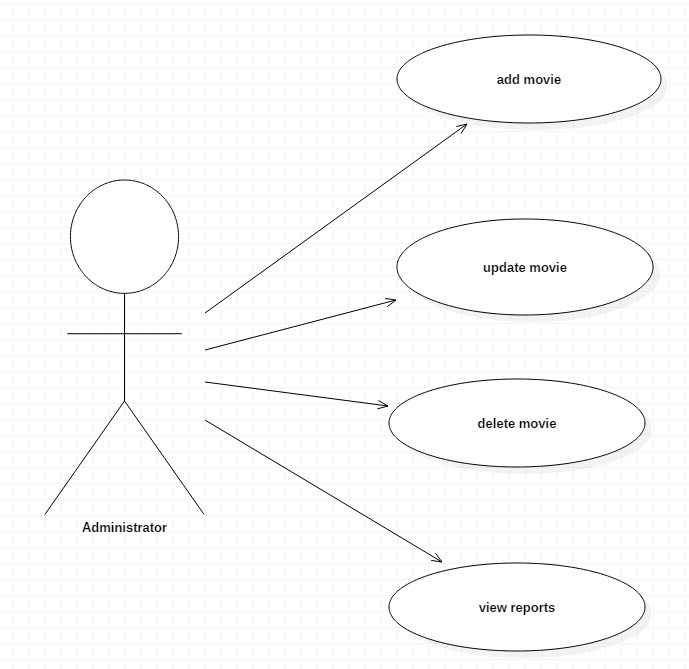 add movie
update movie
delete movie
Administrator
view reports